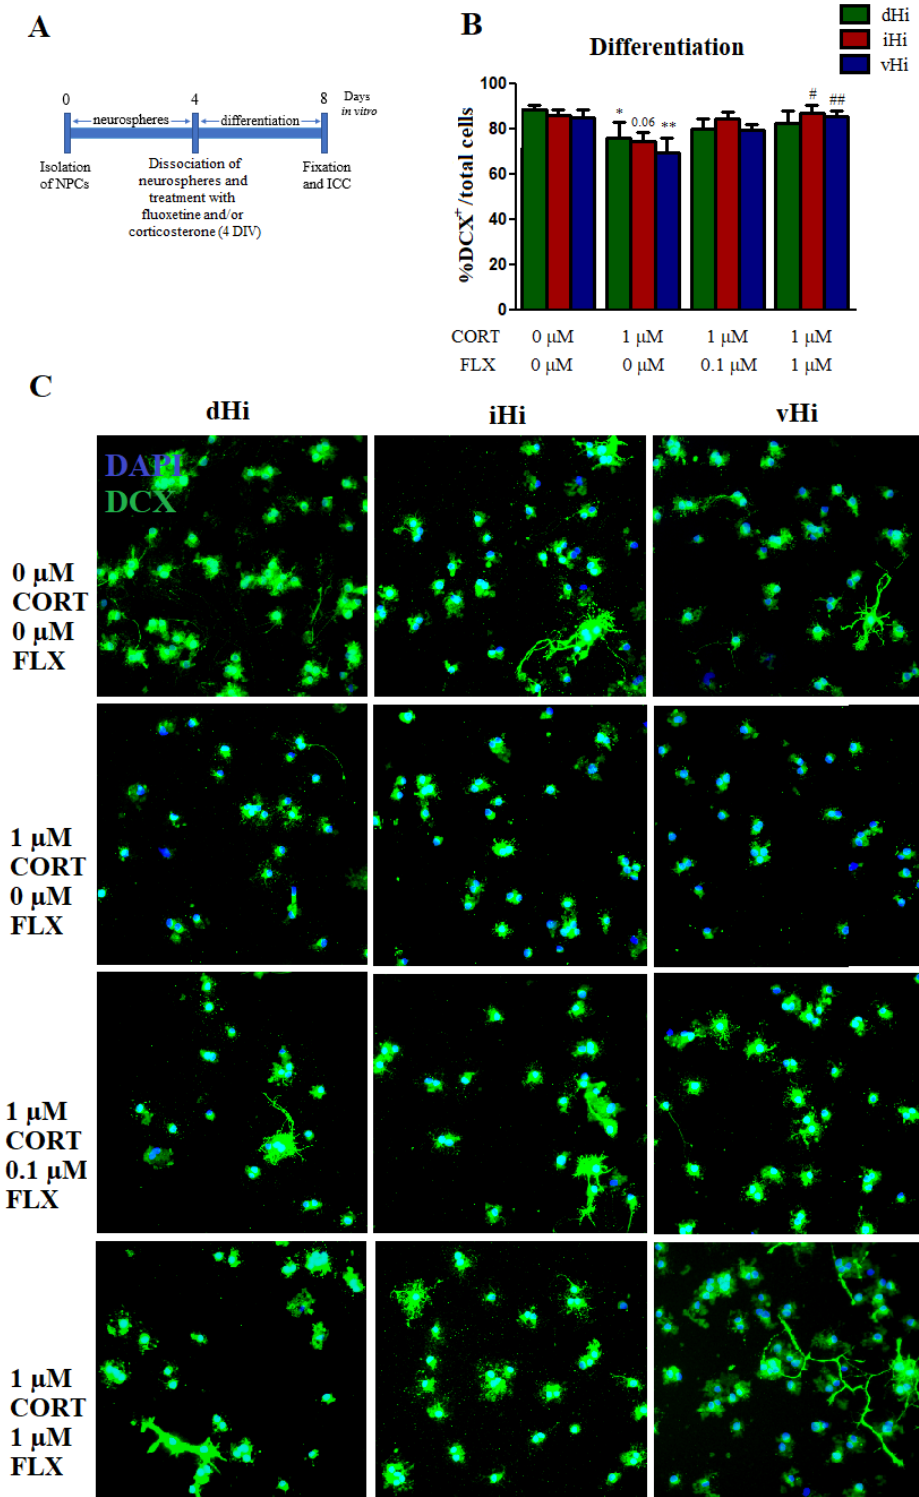 A
0
4
8
Days
in vitro
neurospheres
differentiation
Isolation
of NPCs
Dissociation of
neurospheres and
treatment with
fluoxetine and/or
corticosterone (4 DIV)
Fixation
and ICC
B
dHi
iHi
vHi
Differentiation
%DCX⁺/total cells
100
80
60
40
20
0
*
0.06
**
#
##
CORT 0 μM 1 μM 1 μM 1 μM
FLX 0 μM 0 μM 0.1 μM 1 μM
C
dHi iHi vHi
DAPI
DCX
0 μM
CORT
0 μM
FLX
1 μM
CORT
0 μM
FLX
1 μM
CORT
0.1 μM
FLX
1 μM
CORT
1 μM
FLX